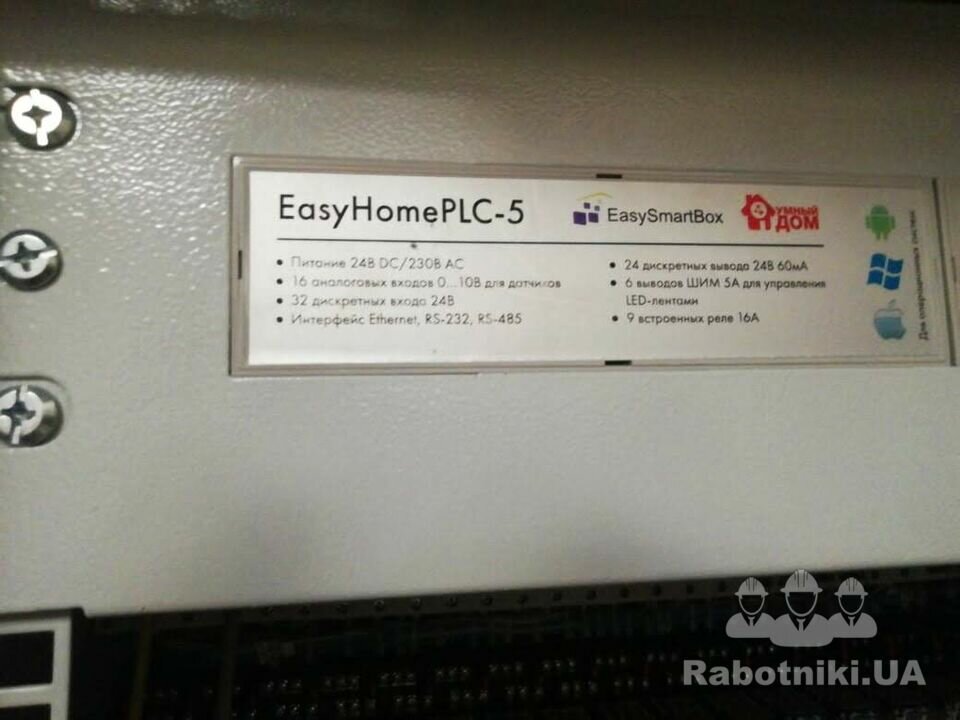 EasyHomePLC-5
EasySmartBox
УМНЫЙ
ДОМ
• Питание 24В DC/230В AC
• 16 аналоговых входов 0...10В для датчиков
• 32 дискретных входа 24В
• Интерфейс Ethernet, RS-232, RS-485
• 24 дискретных вывода 24В 60мА
• 6 выводов ШИМ 5А для управления
LED-лентами
• 9 встроенных реле 16А
Для операционных систем
Rabotniki.UA